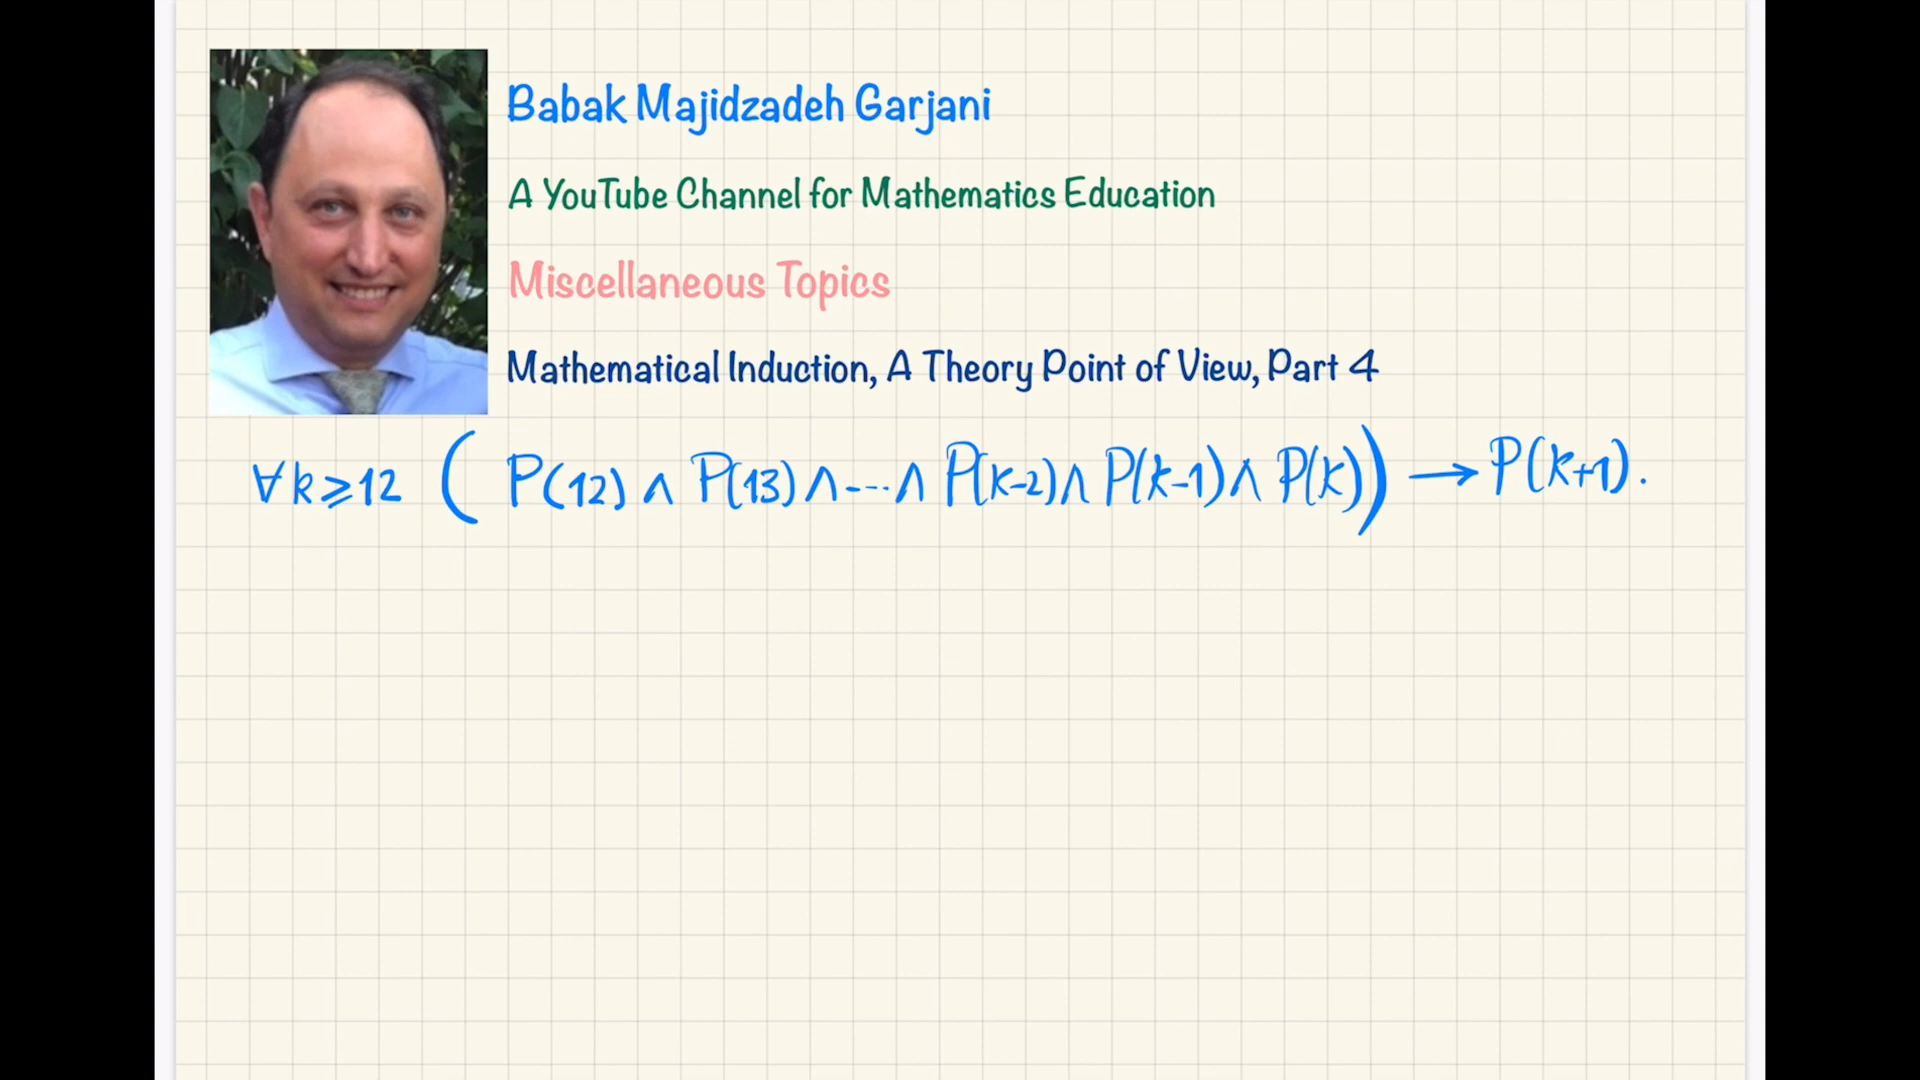 Babak Majidzadeh Garjani
A YouTube Channel for Mathematics Education
Miscellaneous Topics
Mathematical Induction, A Theory Point of View, Part 4
∀k⩾12 ( P(12) ∧ P(13) ∧ --- ∧ P(k-2) ∧ P(k-1) ∧ P(k) ) → P(k+1).